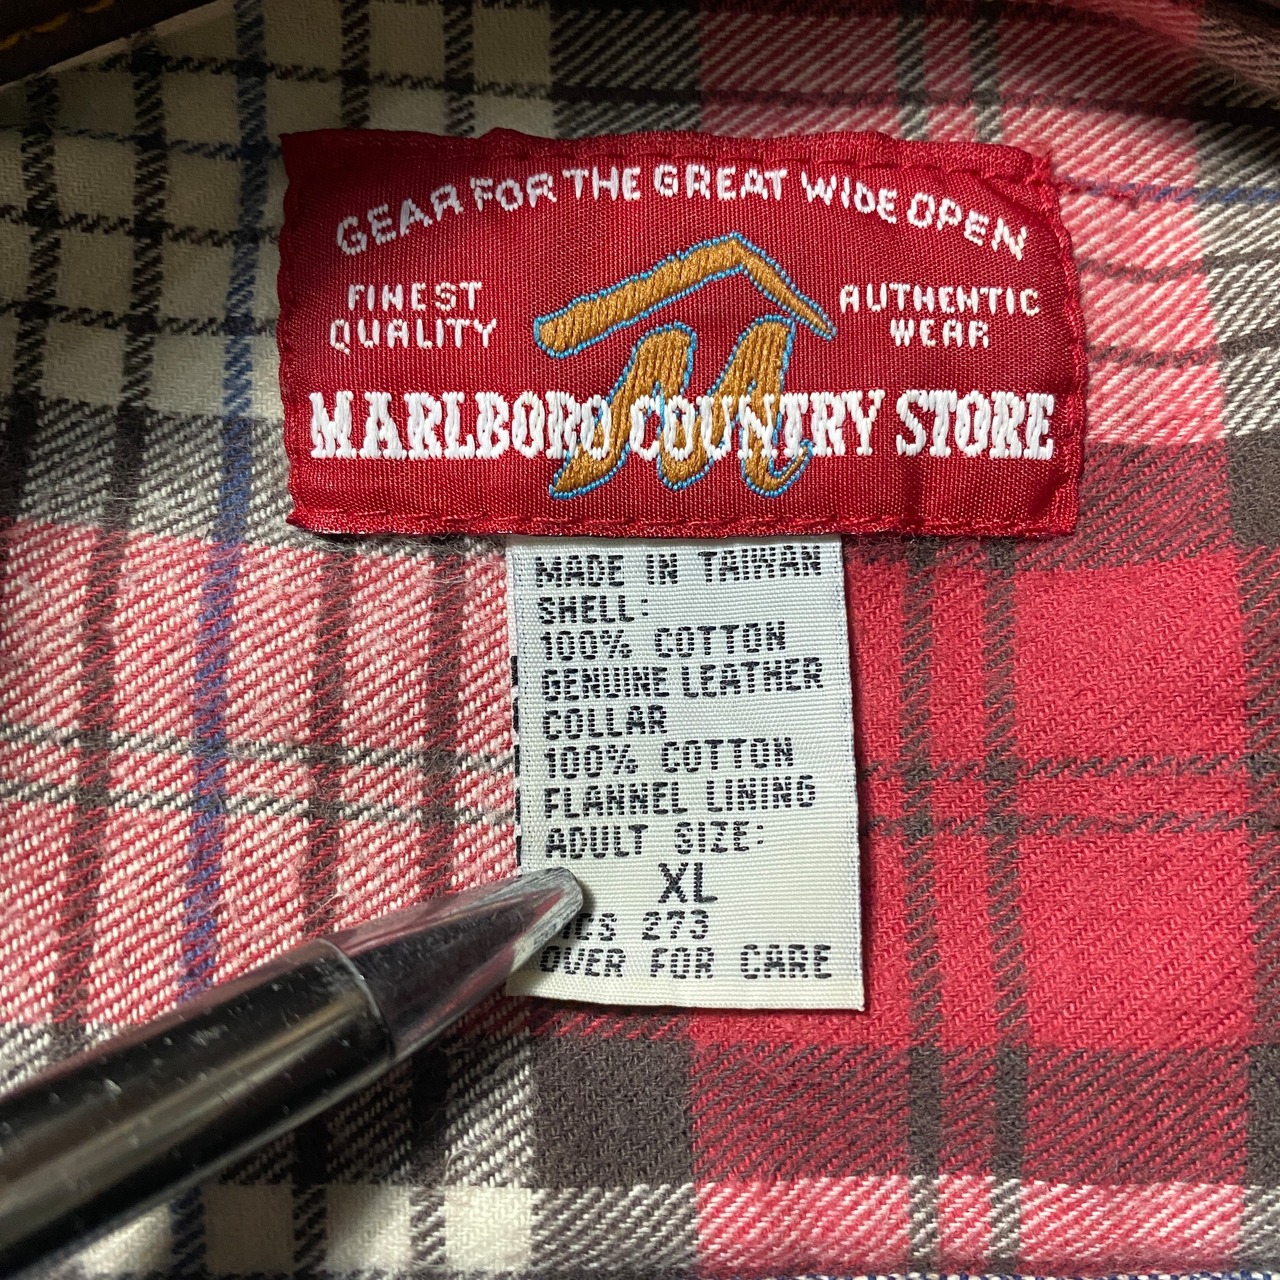 GEAR FOR THE GREAT WIDE OPEN
FINEST
QUALITY
AUTHENTIC
WEAR
MARLBORO COUNTRY STORE
MADE IN TAIWAN
SHELL:
100% COTTON
GENUINE LEATHER
COLLAR
100% COTTON
FLANNEL LINING
ADULT SIZE:
XL
273
OVER FOR CARE